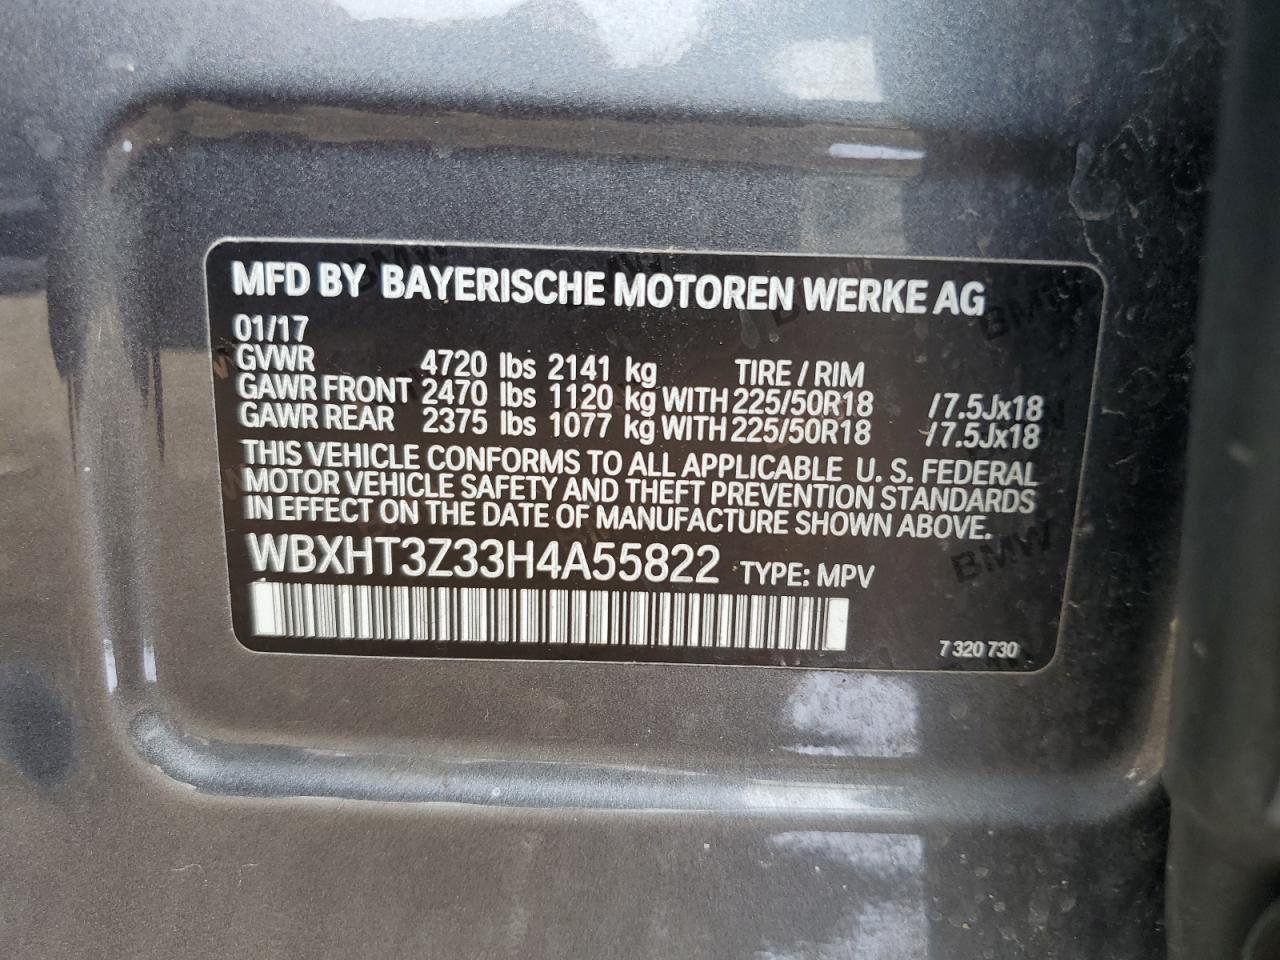 MFD BY BAYERISCHE MOTOREN WERKE AG
01/17
GVWR 4720 lbs 2141 kg TIRE / RIM
GAWR FRONT 2470 lbs 1120 kg WITH 225/50R18 /7.5Jx18
GAWR REAR 2375 lbs 1077 kg WITH 225/50R18 /7.5Jx18
THIS VEHICLE CONFORMS TO ALL APPLICABLE U. S. FEDERAL
MOTOR VEHICLE SAFETY AND THEFT PREVENTION STANDARDS
IN EFFECT ON THE DATE OF MANUFACTURE SHOWN ABOVE.
WBXHT3Z33H4A55822 TYPE: MPV
7 320 730